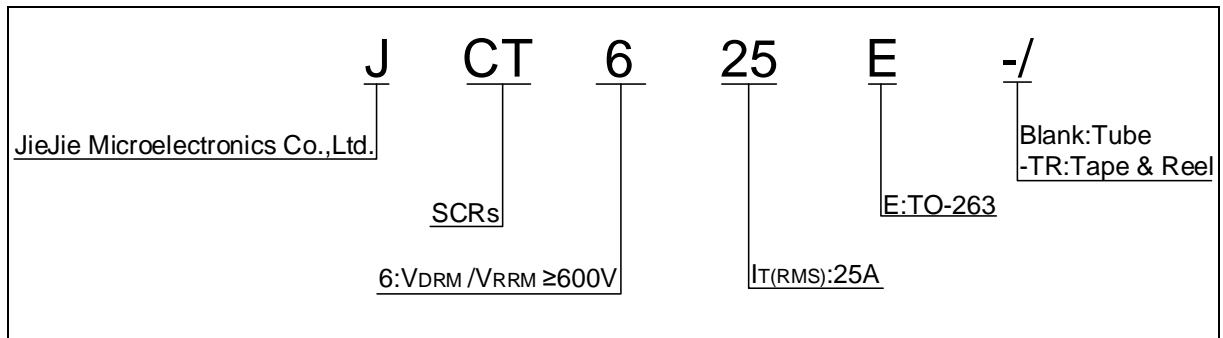 J CT 6 25 E -/
JieJie Microelectronics Co.,Ltd.
Blank:Tube
-TR:Tape & Reel
SCRs
E:TO-263
6:VDRM /VRRM ≥600V
IT(RMS):25A